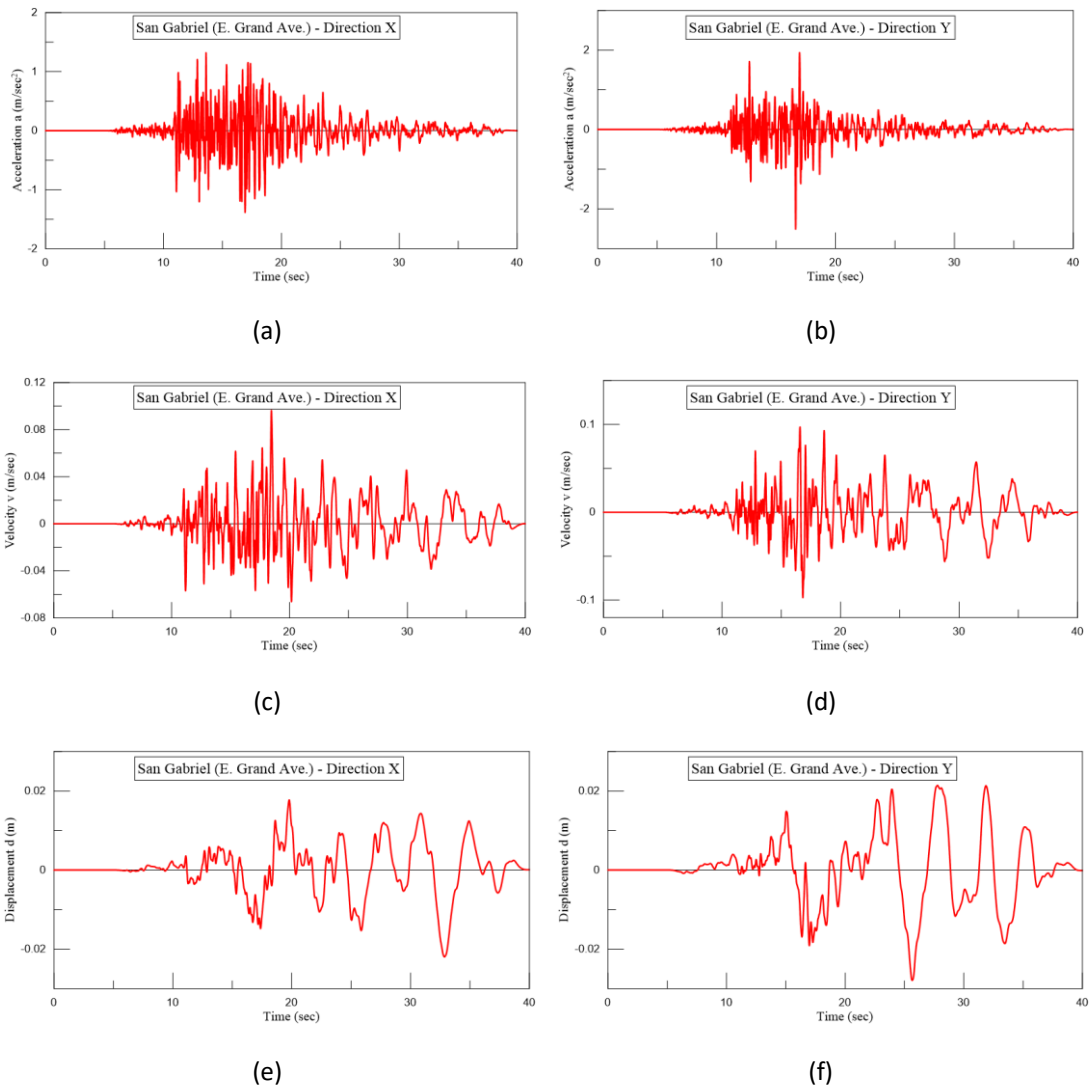 San Gabriel (E. Grand Ave.) - Direction X
2
1
0
-1
-2
Acceleration a (m/sec²)
0
10
20
30
40
Time (sec)
(a)
San Gabriel (E. Grand Ave.) - Direction Y
2
0
-2
Acceleration a (m/sec²)
0
10
20
30
40
Time (sec)
(b)
San Gabriel (E. Grand Ave.) - Direction X
0.12
0.08
0.04
0
-0.04
-0.08
Velocity v (m/sec)
0
10
20
30
40
Time (sec)
(c)
San Gabriel (E. Grand Ave.) - Direction Y
0.1
0
-0.1
Velocity v (m/sec)
0
10
20
30
40
Time (sec)
(d)
San Gabriel (E. Grand Ave.) - Direction X
0.02
0
-0.02
Displacement d (m)
0
10
20
30
40
Time (sec)
(e)
San Gabriel (E. Grand Ave.) - Direction Y
0.02
0
-0.02
Displacement d (m)
0
10
20
30
40
Time (sec)
(f)